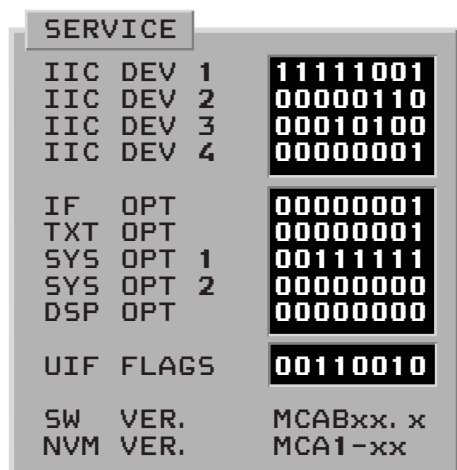 SERVICE
IIC DEV 1 11111001
IIC DEV 2 00000110
IIC DEV 3 00010100
IIC DEV 4 00000001
IF OPT 00000001
TXT OPT 00000001
SYS OPT 1 00111111
SYS OPT 2 00000000
DSP OPT 00000000
UIF FLAGS 00110010
SW VER. MCABxx. x
NVM VER. MCA1-xx